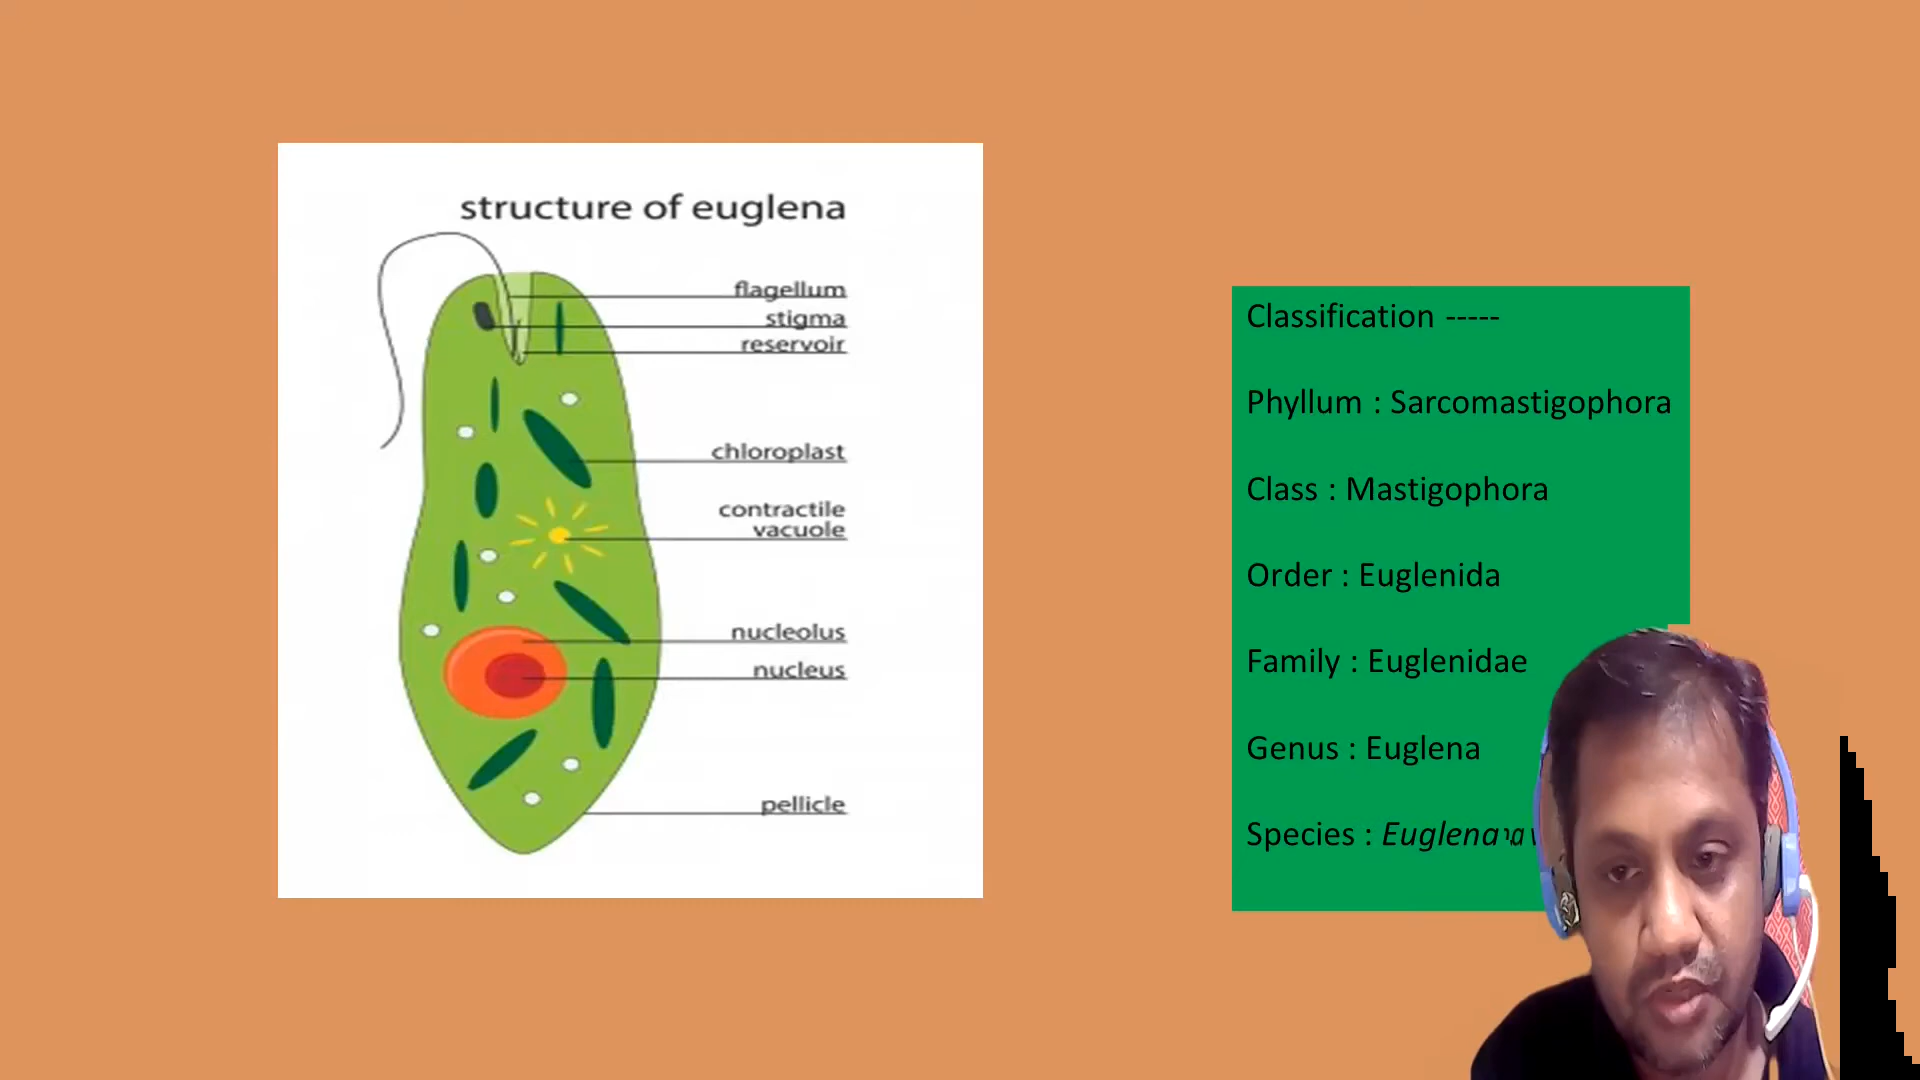 structure of euglena
flagellum
stigma
reservoir
chloroplast
contractile
vacuole
nucleolus
nucleus
pellicle
Classification -----
Phyllum : Sarcomastigophora
Class : Mastigophora
Order : Euglenida
Family : Euglenidae
Genus : Euglena
Species : Euglena